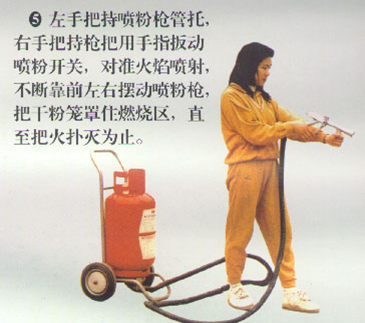 ❺ 左手把持喷粉枪管托，
右手把持枪把用手指扳动
喷粉开关，对准火焰喷射，
不断靠前左右摆动喷粉枪，
把干粉笼罩住燃烧区，直
至把火扑灭为止。